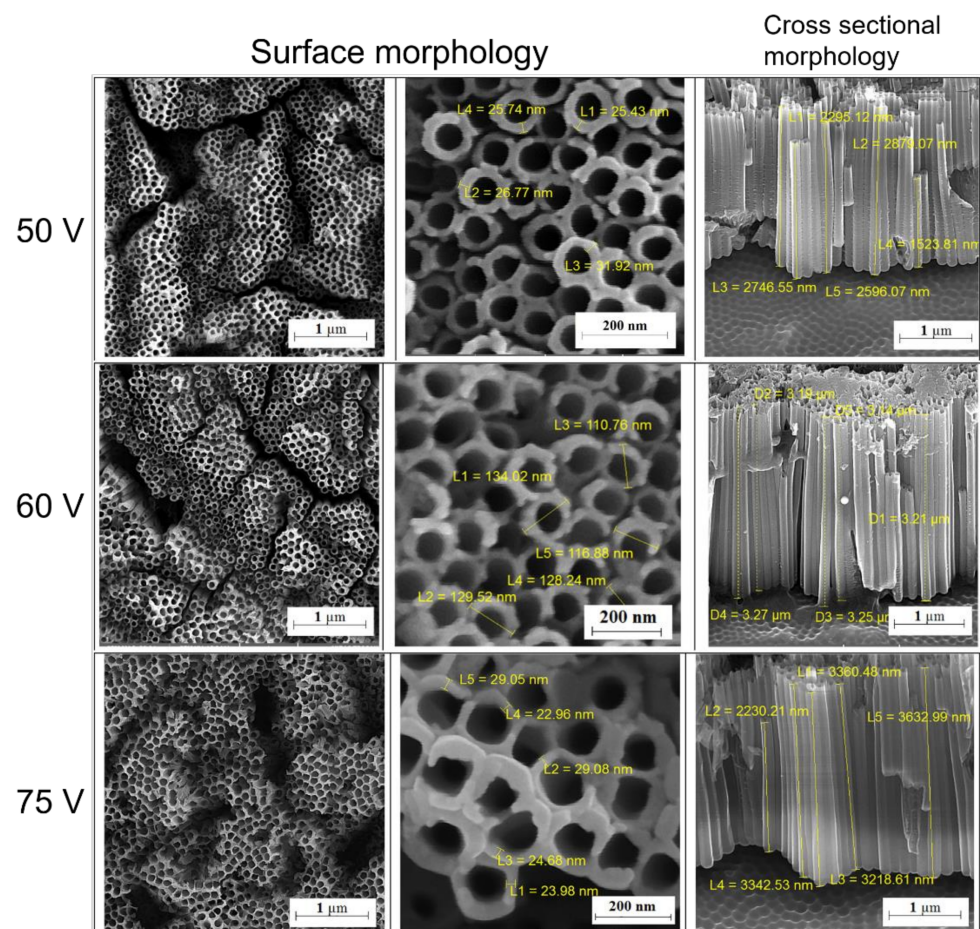 Surface morphology
Cross sectional
morphology
50 V
1 µm
L4 = 25.74 nm
L1 = 25.43 nm
L2 = 26.77 nm
L3 = 31.92 nm
200 nm
L1 = 2295.12 nm
L2 = 2879.07 nm
L4 = 1523.81 nm
L3 = 2746.55 nm
L5 = 2596.07 nm
1 µm
60 V
1 µm
L3 = 110.76 nm
L1 = 134.02 nm
L5 = 116.88 nm
L4 = 128.24 nm
L2 = 129.52 nm
200 nm
D2 = 3.19 µm
= 3.14 µm
D1 = 3.21 µm
D4 = 3.27 µm
D3 = 3.25 µm
1 µm
75 V
1 µm
L5 = 29.05 nm
L4 = 22.96 nm
L2 = 29.08 nm
L3 = 24.68 nm
L1 = 23.98 nm
200 nm
= 3360.48 nm
L2 = 2230.21 nm
L5 = 3632.99 nm
L4 = 3342.53 nm
L3 = 3218.61 nm
1 µm